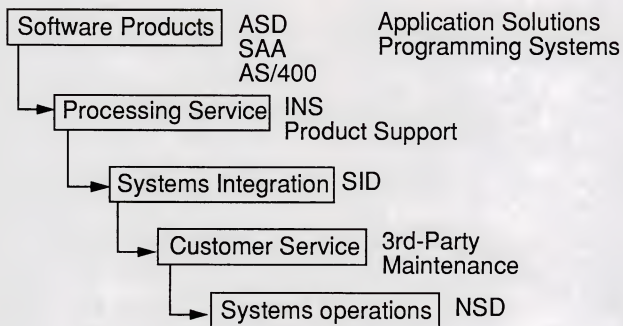 Software Products ASD Application Solutions
SAA Programming Systems
AS/400
Processing Service INS
Product Support
Systems Integration SID
Customer Service 3rd-Party
Maintenance
Systems operations NSD